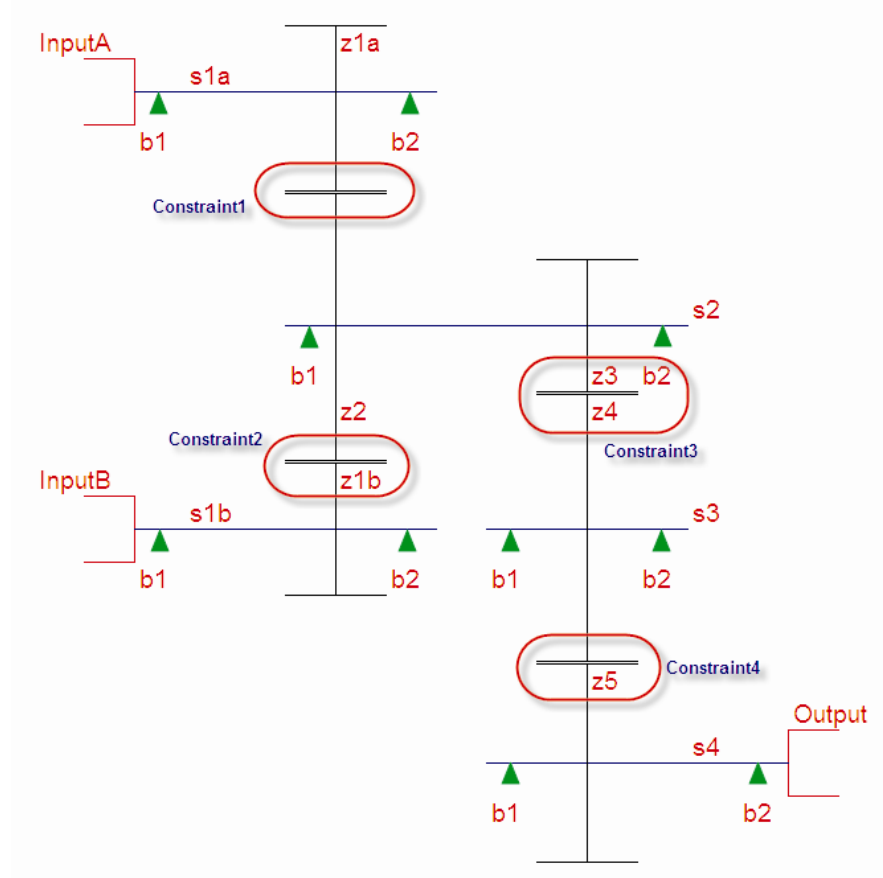 InputA
z1a
s1a
b1
b2
Constraint1
s2
b1
z3
b2
z4
z2
Constraint2
Constraint3
InputB
z1b
s1b
s3
b1
b2
b1
b2
Constraint4
z5
Output
s4
b1
b2